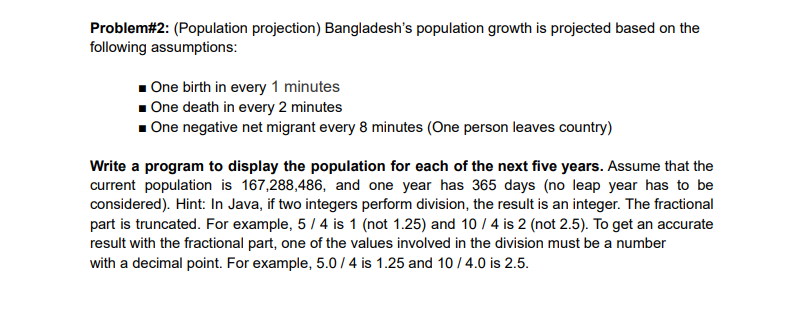 Problem#2: (Population projection) Bangladesh's population growth is projected based on the
following assumptions:
■ One birth in every 1 minutes
■ One death in every 2 minutes
■ One negative net migrant every 8 minutes (One person leaves country)
Write a program to display the population for each of the next five years. Assume that the
current population is 167,288,486, and one year has 365 days (no leap year has to be
considered). Hint: In Java, if two integers perform division, the result is an integer. The fractional
part is truncated. For example, 5 / 4 is 1 (not 1.25) and 10 / 4 is 2 (not 2.5). To get an accurate
result with the fractional part, one of the values involved in the division must be a number
with a decimal point. For example, 5.0 / 4 is 1.25 and 10 / 4.0 is 2.5.